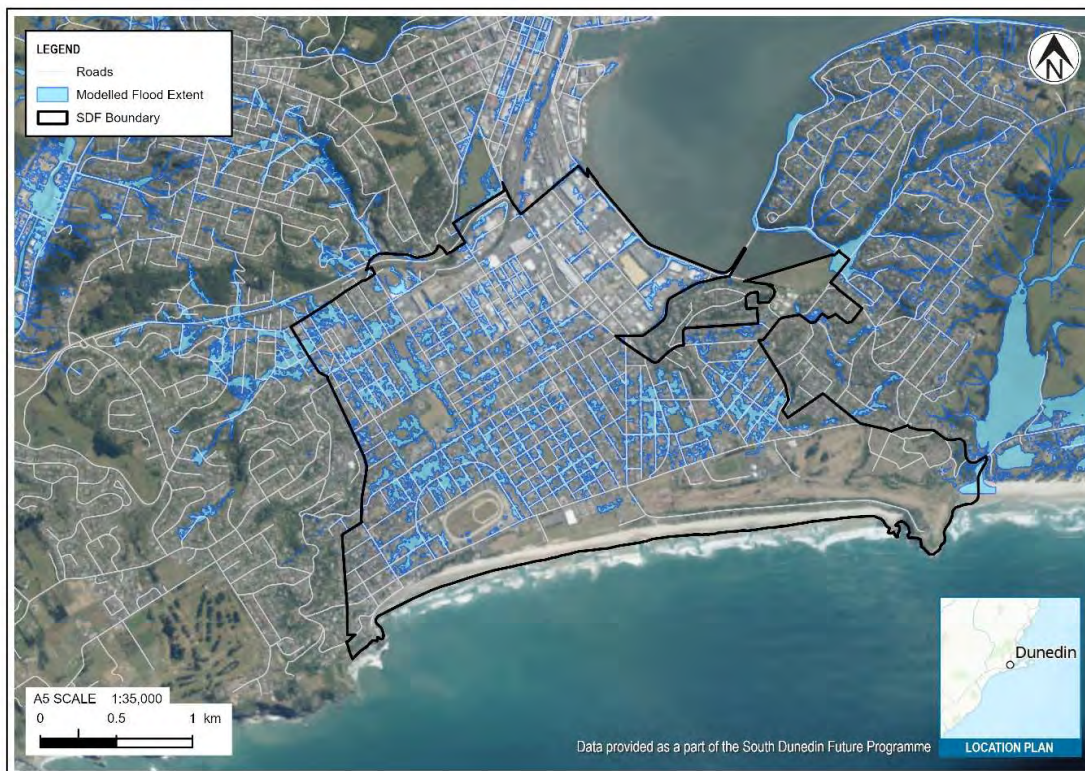 LEGEND
Roads
Modelled Flood Extent
SDF Boundary
N
A5 SCALE 1:35,000
0 0.5 1 km
Dunedin
Data provided as a part of the South Dunedin Future Programme
LOCATION PLAN